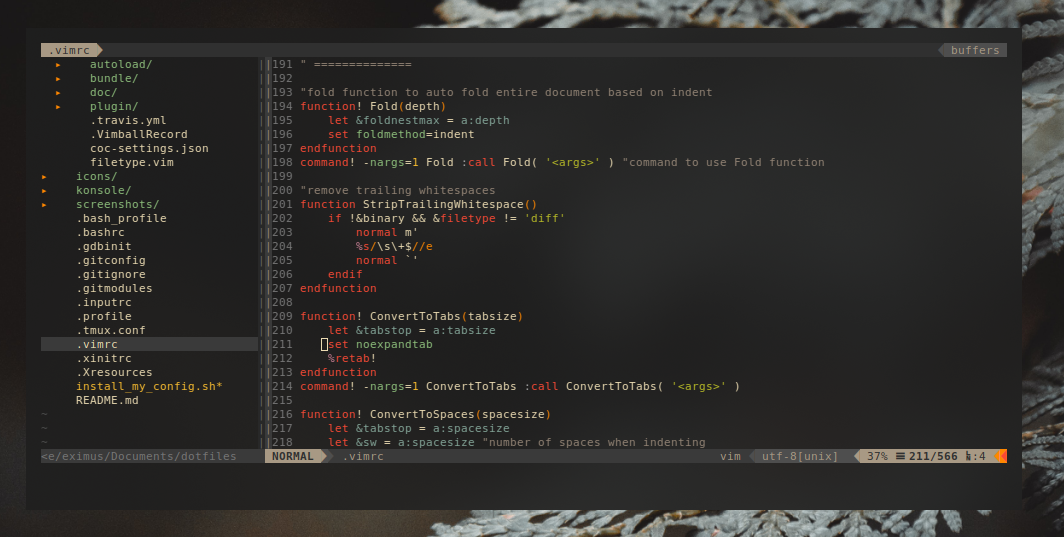 .vimrc buffers
▸ autoload/
▸ bundle/
▸ doc/
▸ plugin/
.travis.yml
.VimballRecord
coc-settings.json
filetype.vim
▸ icons/
▸ konsole/
▸ screenshots/
.bash_profile
.bashrc
.gdbinit
.gitconfig
.gitignore
.gitmodules
.inputrc
.profile
.tmux.conf
.vimrc
.xinitrc
.Xresources
install_my_config.sh*
README.md
~
~
~
<e/eximus/Documents/dotfiles
191 " ==============
192
193 "fold function to auto fold entire document based on indent
194 function! Fold(depth)
195     let &foldnestmax = a:depth
196     set foldmethod=indent
197 endfunction
198 command! -nargs=1 Fold :call Fold( '<args>' ) "command to use Fold function
199
200 "remove trailing whitespaces
201 function StripTrailingWhitespace()
202     if !&binary && &filetype != 'diff'
203         normal m'
204         %s/\s\+$//e
205         normal `'
206     endif
207 endfunction
208
209 function! ConvertToTabs(tabsize)
210     let &tabstop = a:tabsize
211     set noexpandtab
212     %retab!
213 endfunction
214 command! -nargs=1 ConvertToTabs :call ConvertToTabs( '<args>' )
215
216 function! ConvertToSpaces(spacesize)
217     let &tabstop = a:spacesize
218     let &sw = a:spacesize "number of spaces when indenting
NORMAL .vimrc vim utf-8[unix] 37% ☰ 211/566 ㏑:4